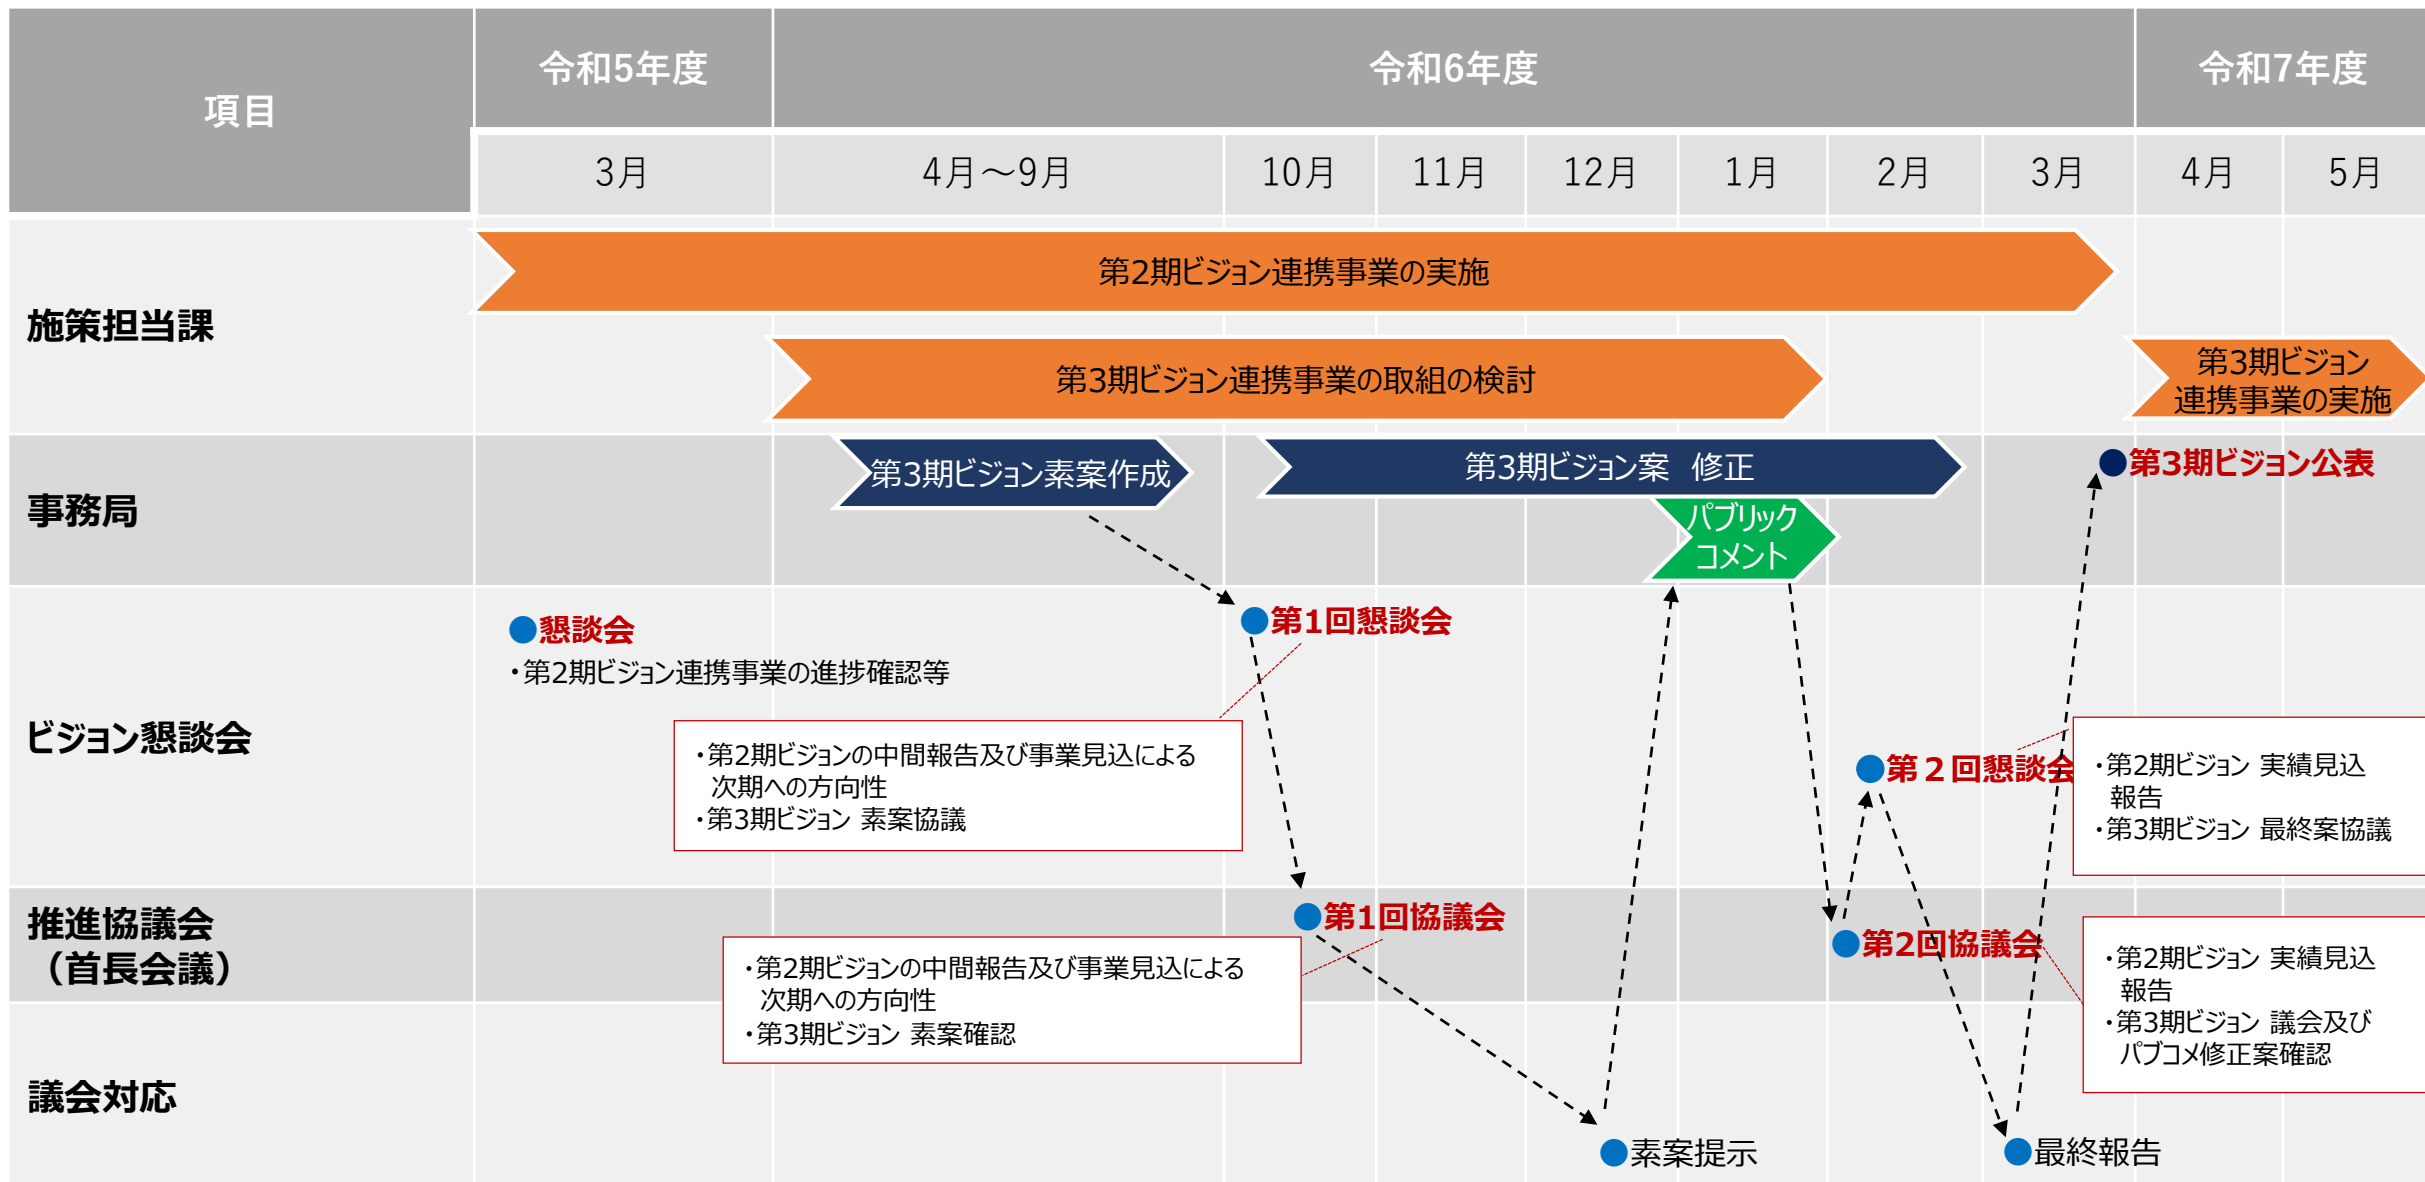 項目
令和5年度
令和6年度
令和7年度
3月
4月～9月
10月
11月
12月
1月
2月
3月
4月
5月
施策担当課
第2期ビジョン連携事業の実施
第3期ビジョン連携事業の取組の検討
第3期ビジョン
連携事業の実施
事務局
第3期ビジョン素案作成
第3期ビジョン案　修正
パブリック
コメント
●第3期ビジョン公表
ビジョン懇談会
●懇談会
・第2期ビジョン連携事業の進捗確認等
●第1回懇談会
・第2期ビジョンの中間報告及び事業見込による
次期への方向性
・第3期ビジョン 素案協議
●第２回懇談会
・第2期ビジョン 実績見込
報告
・第3期ビジョン 最終案協議
推進協議会
（首長会議）
●第1回協議会
・第2期ビジョンの中間報告及び事業見込による
次期への方向性
・第3期ビジョン 素案確認
●第2回協議会
・第2期ビジョン 実績見込
報告
・第3期ビジョン 議会及び
パブコメ修正案確認
議会対応
●素案提示
●最終報告